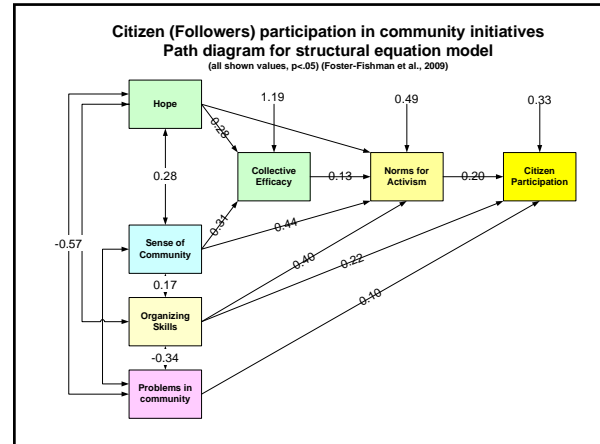 Citizen (Followers) participation in community initiatives
Path diagram for structural equation model
(all shown values, p<.05) (Foster-Fishman et al., 2009)
Hope
1.19
0.49
0.33
0.28
Collective
Efficacy
0.13
Norms for
Activism
0.20
Citizen
Participation
0.28
0.31
0.44
-0.57
Sense of
Community
0.17
0.40
0.22
Organizing
Skills
0.10
-0.34
Problems in
community